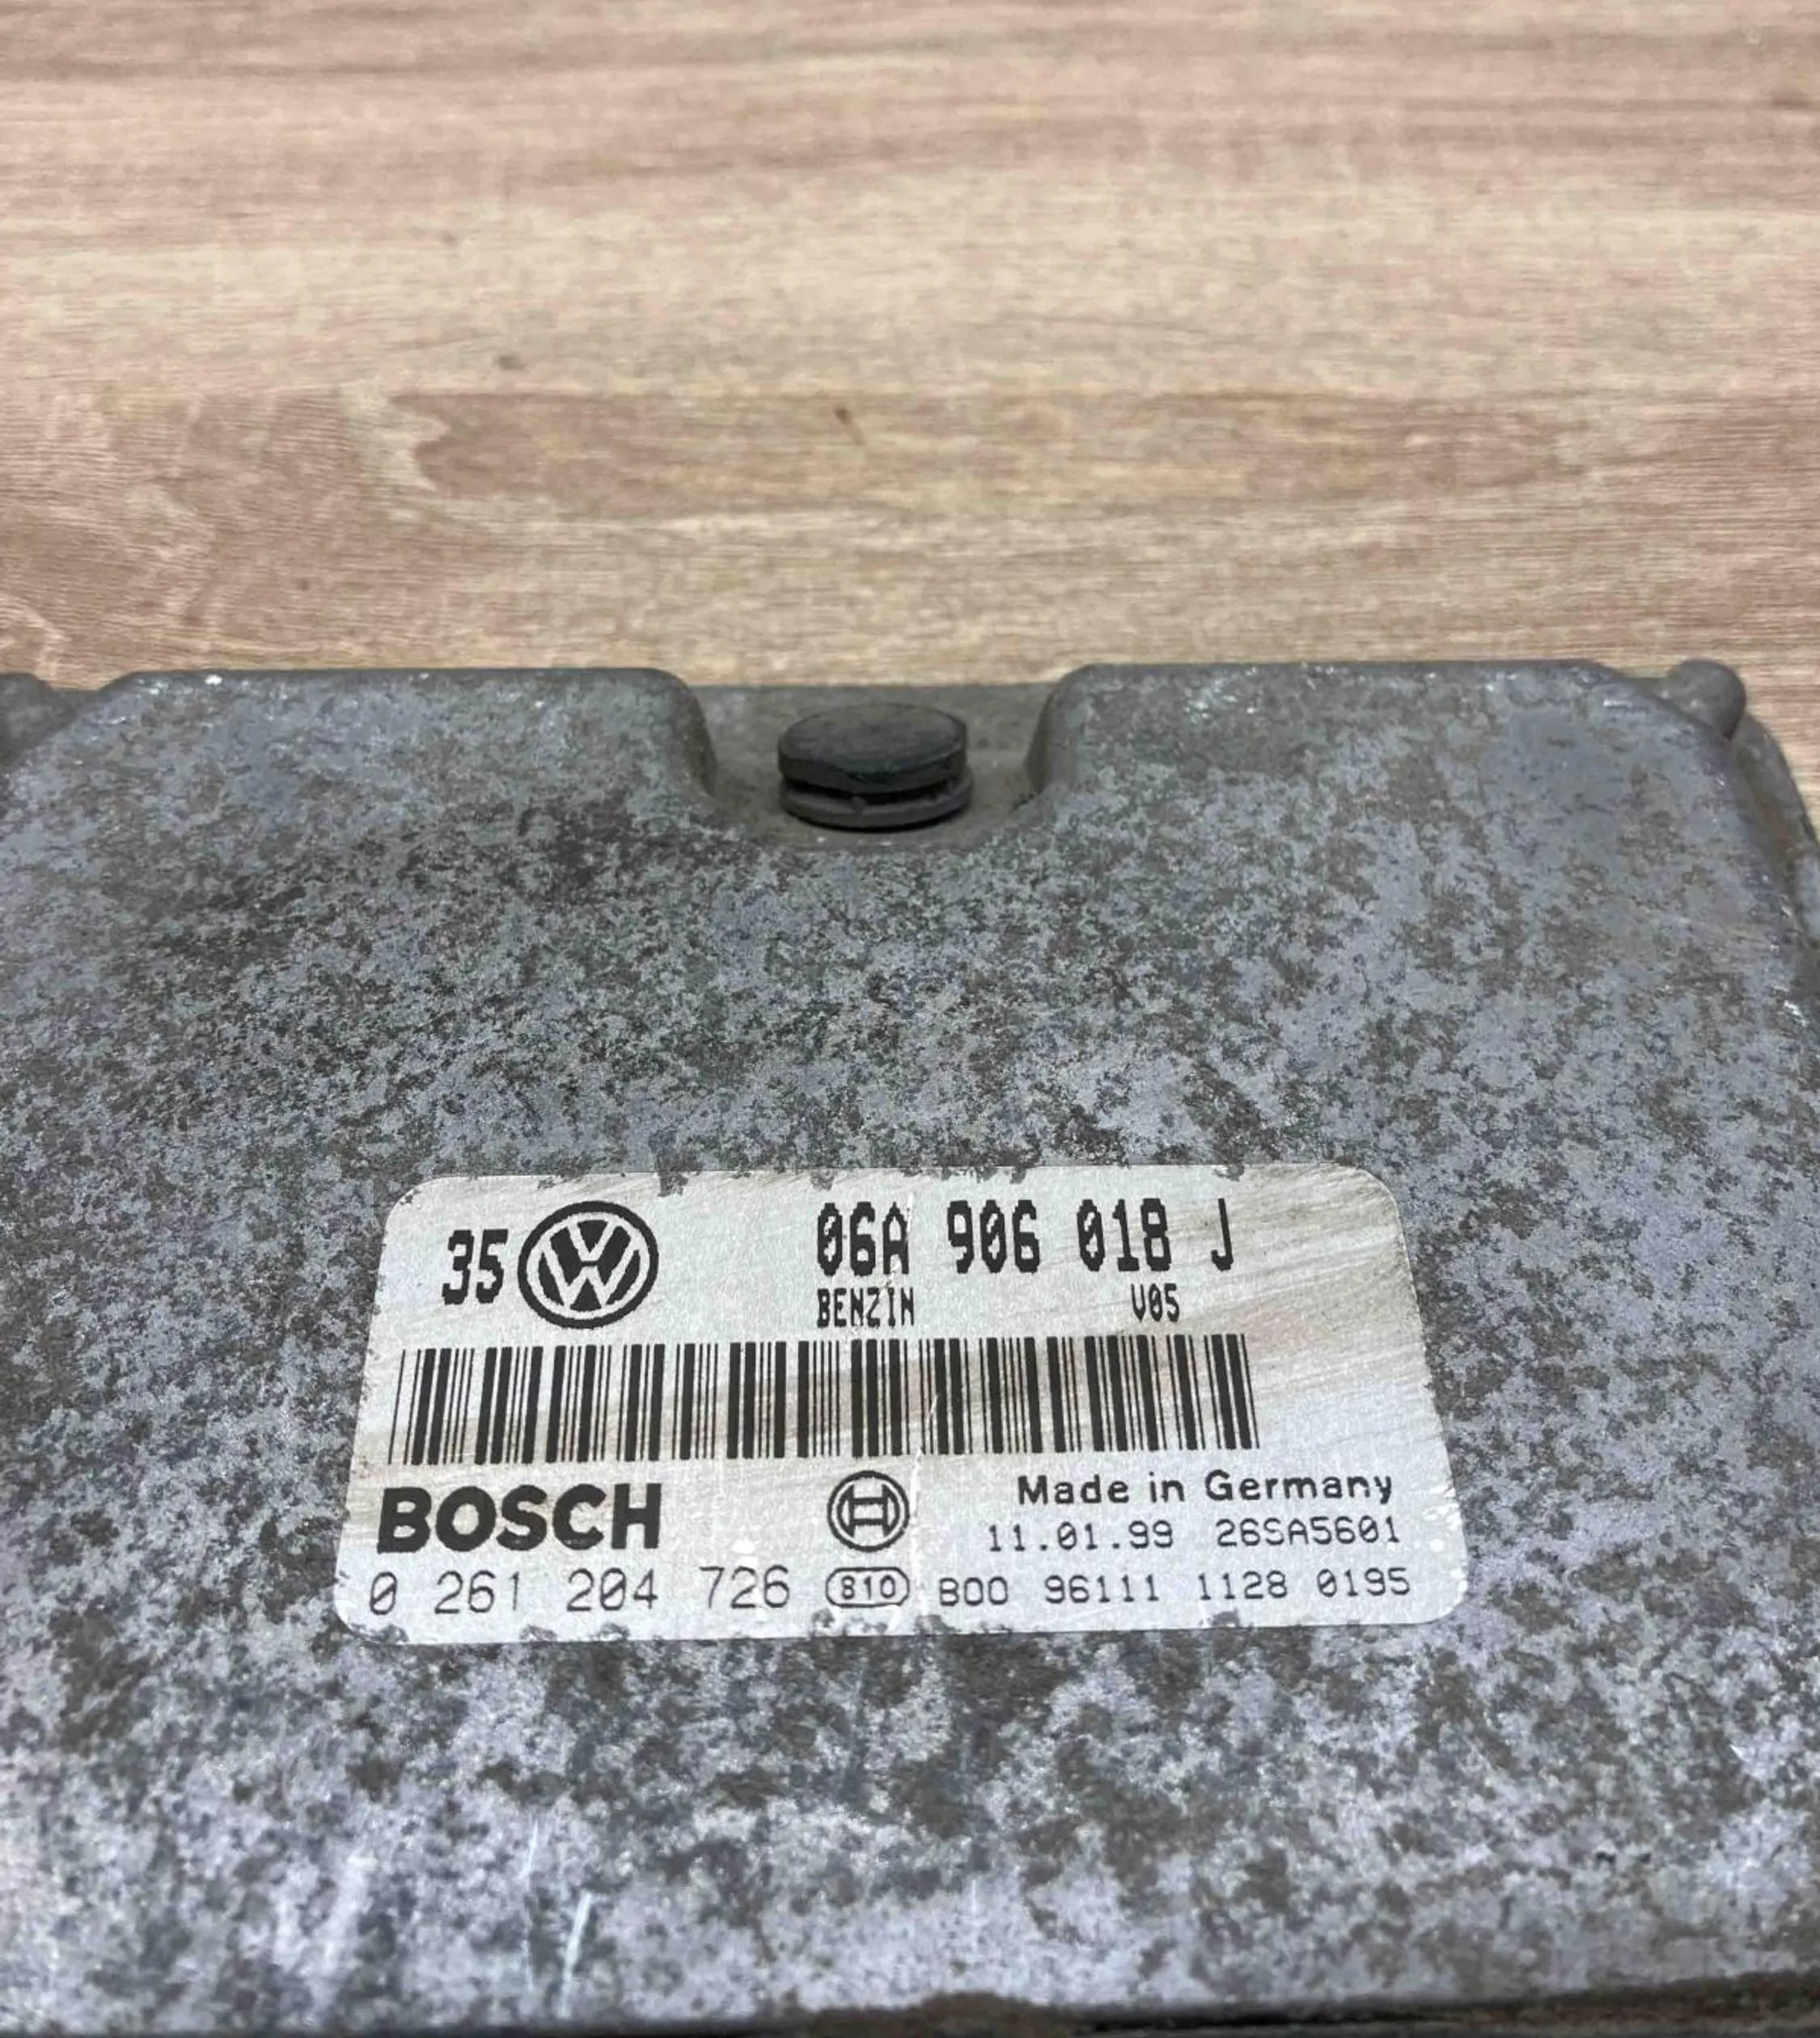 35 VW 06A 906 018 J
BENZIN V05
BOSCH Made in Germany
11.01.99 26SA5601
0 261 204 726 810 B00 96111 1128 0195